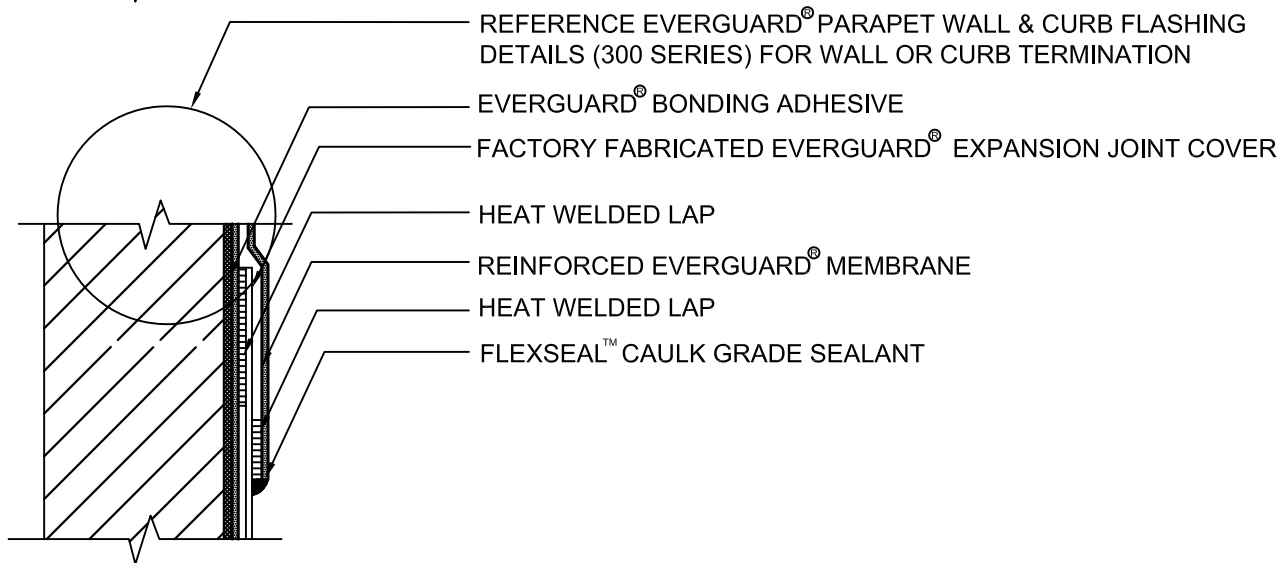 REFERENCE EVERGUARD® PARAPET WALL & CURB FLASHING
DETAILS (300 SERIES) FOR WALL OR CURB TERMINATION
EVERGUARD® BONDING ADHESIVE
FACTORY FABRICATED EVERGUARD® EXPANSION JOINT COVER
HEAT WELDED LAP
REINFORCED EVERGUARD® MEMBRANE
HEAT WELDED LAP
FLEXSEAL™ CAULK GRADE SEALANT